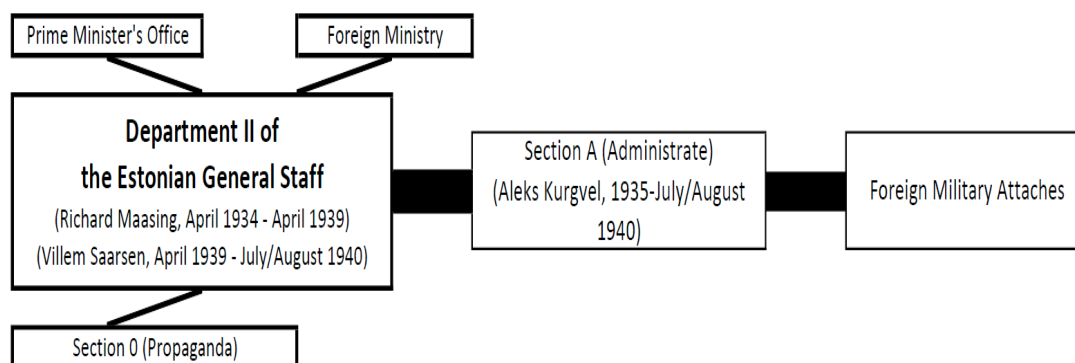 Prime Minister's Office
Foreign Ministry
Department II of
the Estonian General Staff
(Richard Maasing, April 1934 - April 1939)
(Villem Saarsen, April 1939 - July/August 1940)
Section A (Administrate)
(Aleks Kurgvel, 1935-July/August
1940)
Foreign Military Attaches
Section 0 (Propaganda)